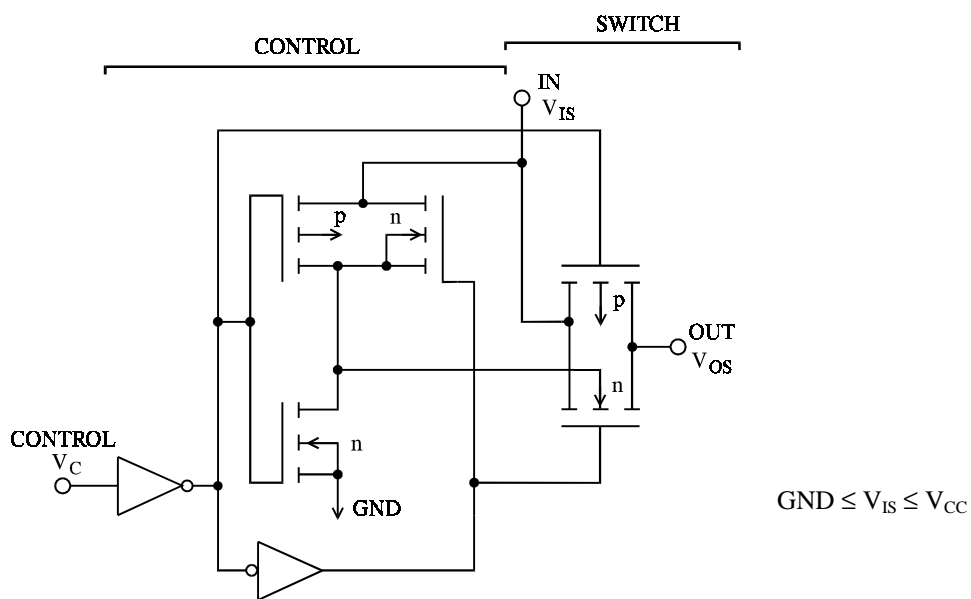 SWITCH
CONTROL
IN
V_IS
p
n
p
OUT
V_OS
n
CONTROL
V_C
n
GND
GND ≤ V_IS ≤ V_CC